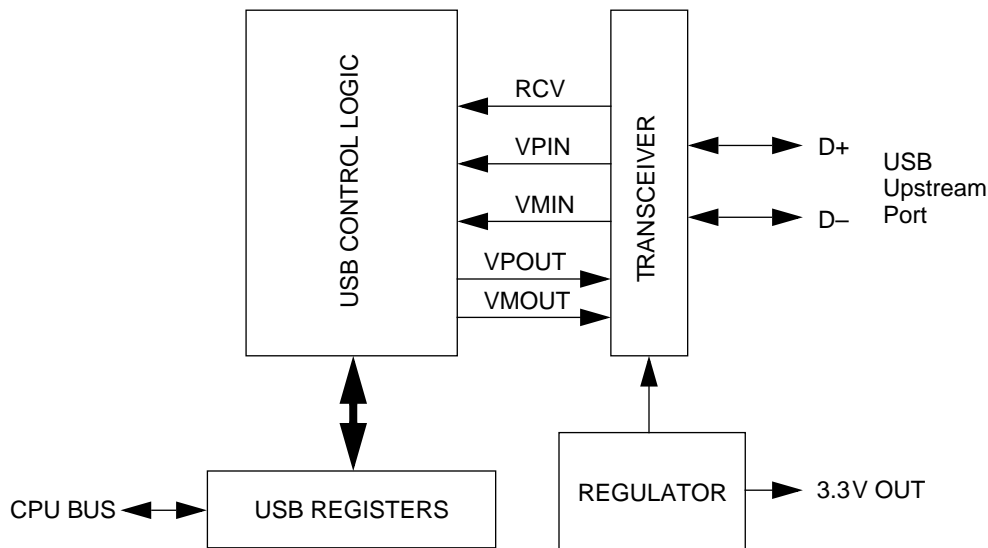 USB CONTROL LOGIC
RCV
VPIN
VMIN
VPOUT
VMOUT
TRANSCEIVER
D+
D–
USB
Upstream
Port
CPU BUS
USB REGISTERS
REGULATOR
3.3V OUT